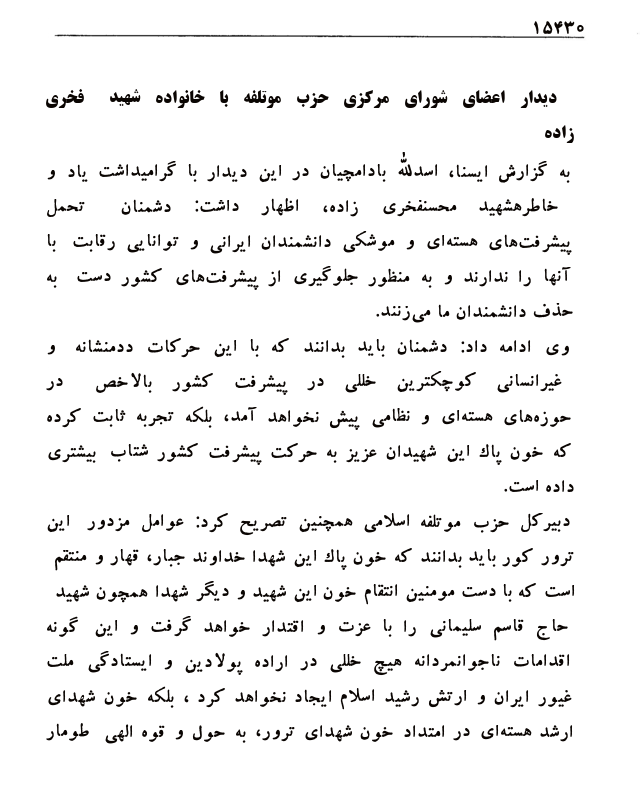 ۱۵۴۳۰
دیدار اعضای شورای مرکزی حزب موتلفه با خانواده شهید فخری
زاده
به گزارش ایسنا، اسدلله بادامچیان در این دیدار با گرامیداشت یاد و
خاطرهشهید محسنفخری زاده، اظهار داشت: دشمنان تحمل
پیشرفت‌های هسته‌ای و موشکی دانشمندان ایرانی و توانایی رقابت با
آنها را ندارند و به منظور جلوگیری از پیشرفت‌های کشور دست به
حذف دانشمندان ما می‌زنند.
وی ادامه داد: دشمنان باید بدانند که با این حرکات ددمنشانه و
غیرانسانی کوچکترین خللی در پیشرفت کشور بالاخص در
حوزه‌های هسته‌ای و نظامی پیش نخواهد آمد، بلکه تجربه ثابت کرده
که خون پاك این شهیدان عزیز به حرکت پیشرفت کشور شتاب بیشتری
داده است.
دبیرکل حزب موتلفه اسلامی همچنین تصریح کرد: عوامل مزدور این
ترور کور باید بدانند که خون پاك این شهدا خداوند جبار، قهار و منتقم
است که با دست مومنین انتقام خون این شهید و دیگر شهدا همچون شهید
حاج قاسم سلیمانی را با عزت و اقتدار خواهد گرفت و این گونه
اقدامات ناجوانمردانه هیچ خللی در اراده پولادین و ایستادگی ملت
غیور ایران و ارتش رشید اسلام ایجاد نخواهد کرد ، بلکه خون شهدای
ارشد هسته‌ای در امتداد خون شهدای ترور، به حول و قوه الهی طومار